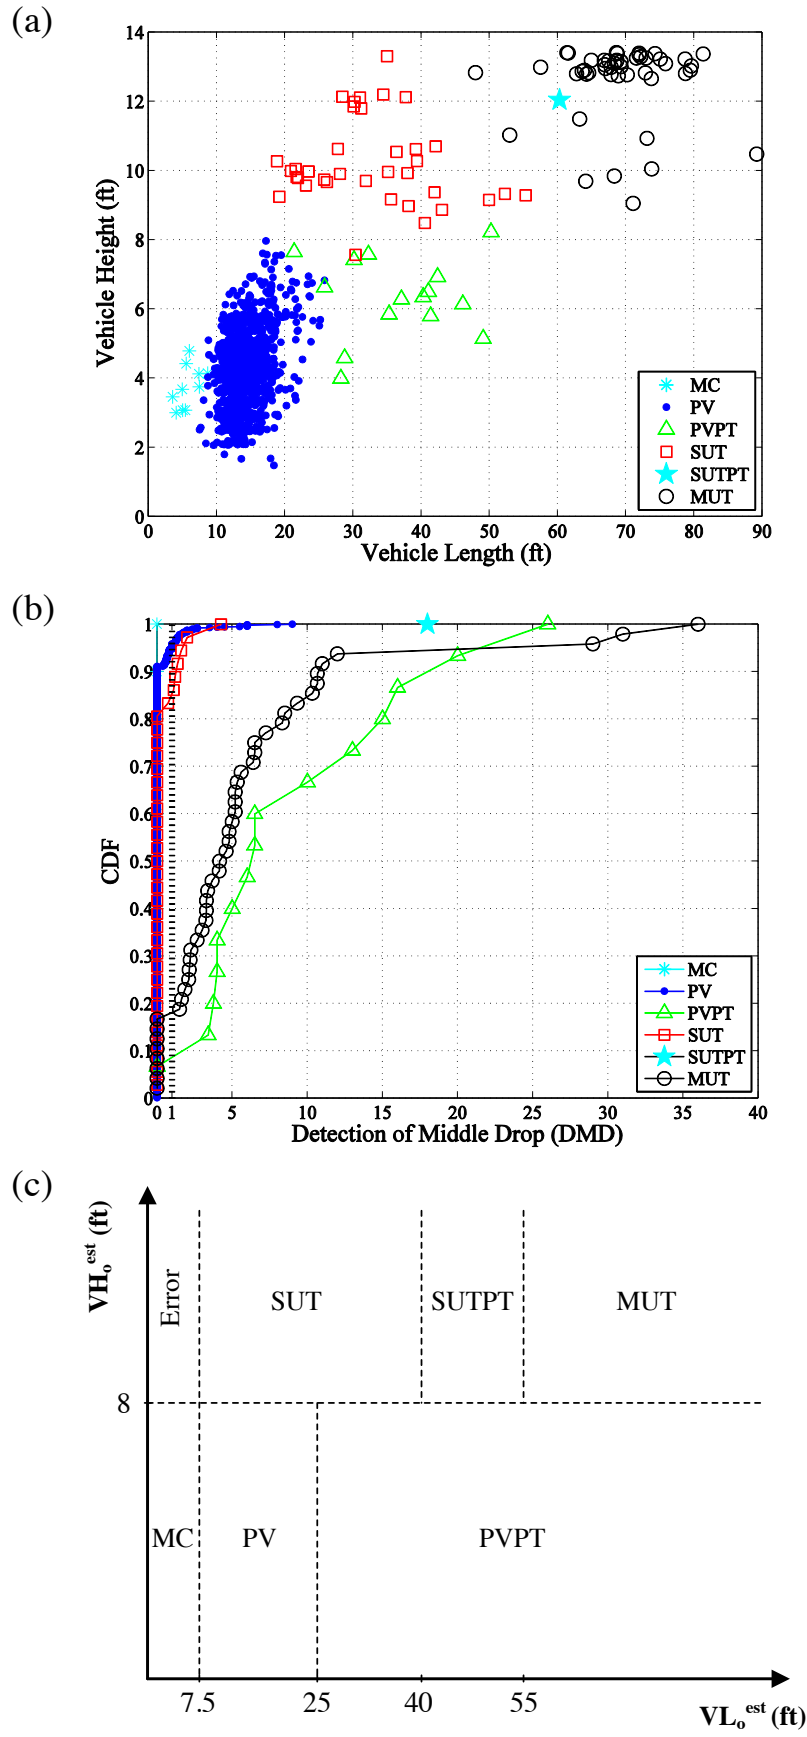 (a)
14
12
10
8
6
4
2
0
Vehicle Height (ft)
MC
PV
PVPT
SUT
SUTPT
MUT
0 10 20 30 40 50 60 70 80 90
Vehicle Length (ft)
(b)
1
0.9
0.8
0.7
0.6
0.5
0.4
0.3
0.2
0.1
0
CDF
MC
PV
PVPT
SUT
SUTPT
MUT
0 1 5 10 15 20 25 30 35 40
Detection of Middle Drop (DMD)
(c)
VHₒᵉˢᵗ (ft)
Error
SUT
SUTPT
MUT
8
MC
PV
PVPT
7.5 25 40 55
VLₒᵉˢᵗ (ft)